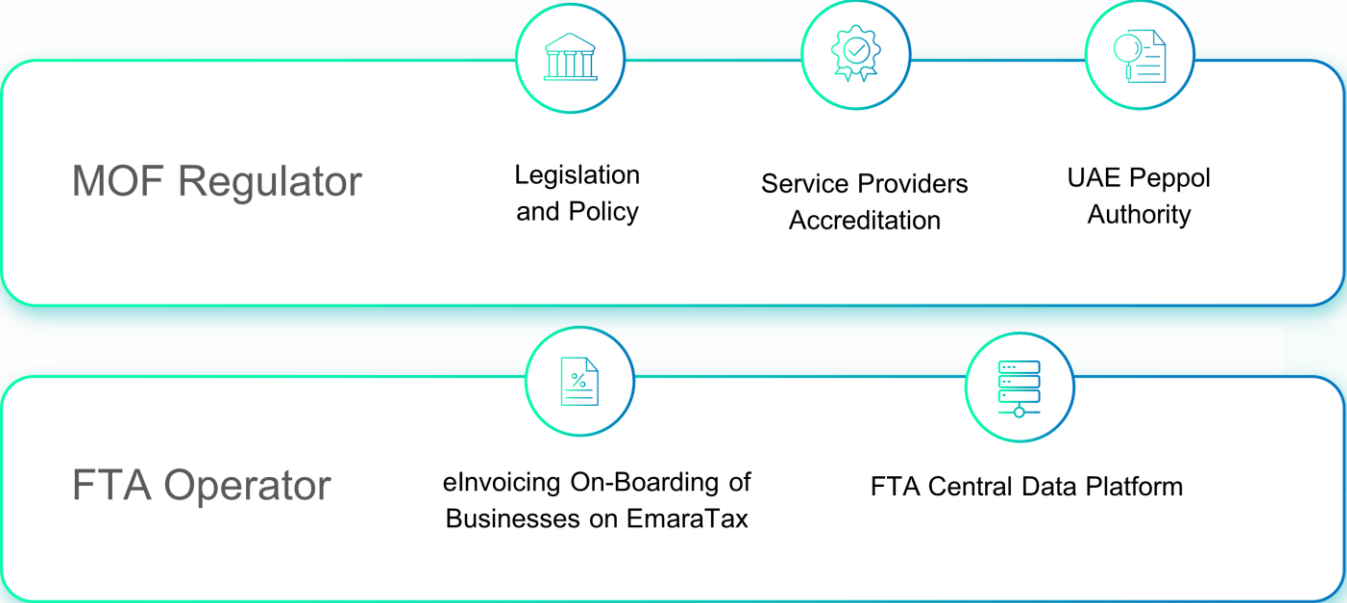 MOF Regulator
Legislation
and Policy
Service Providers
Accreditation
UAE Peppol
Authority
FTA Operator
%
eInvoicing On-Boarding of
Businesses on EmaraTax
FTA Central Data Platform